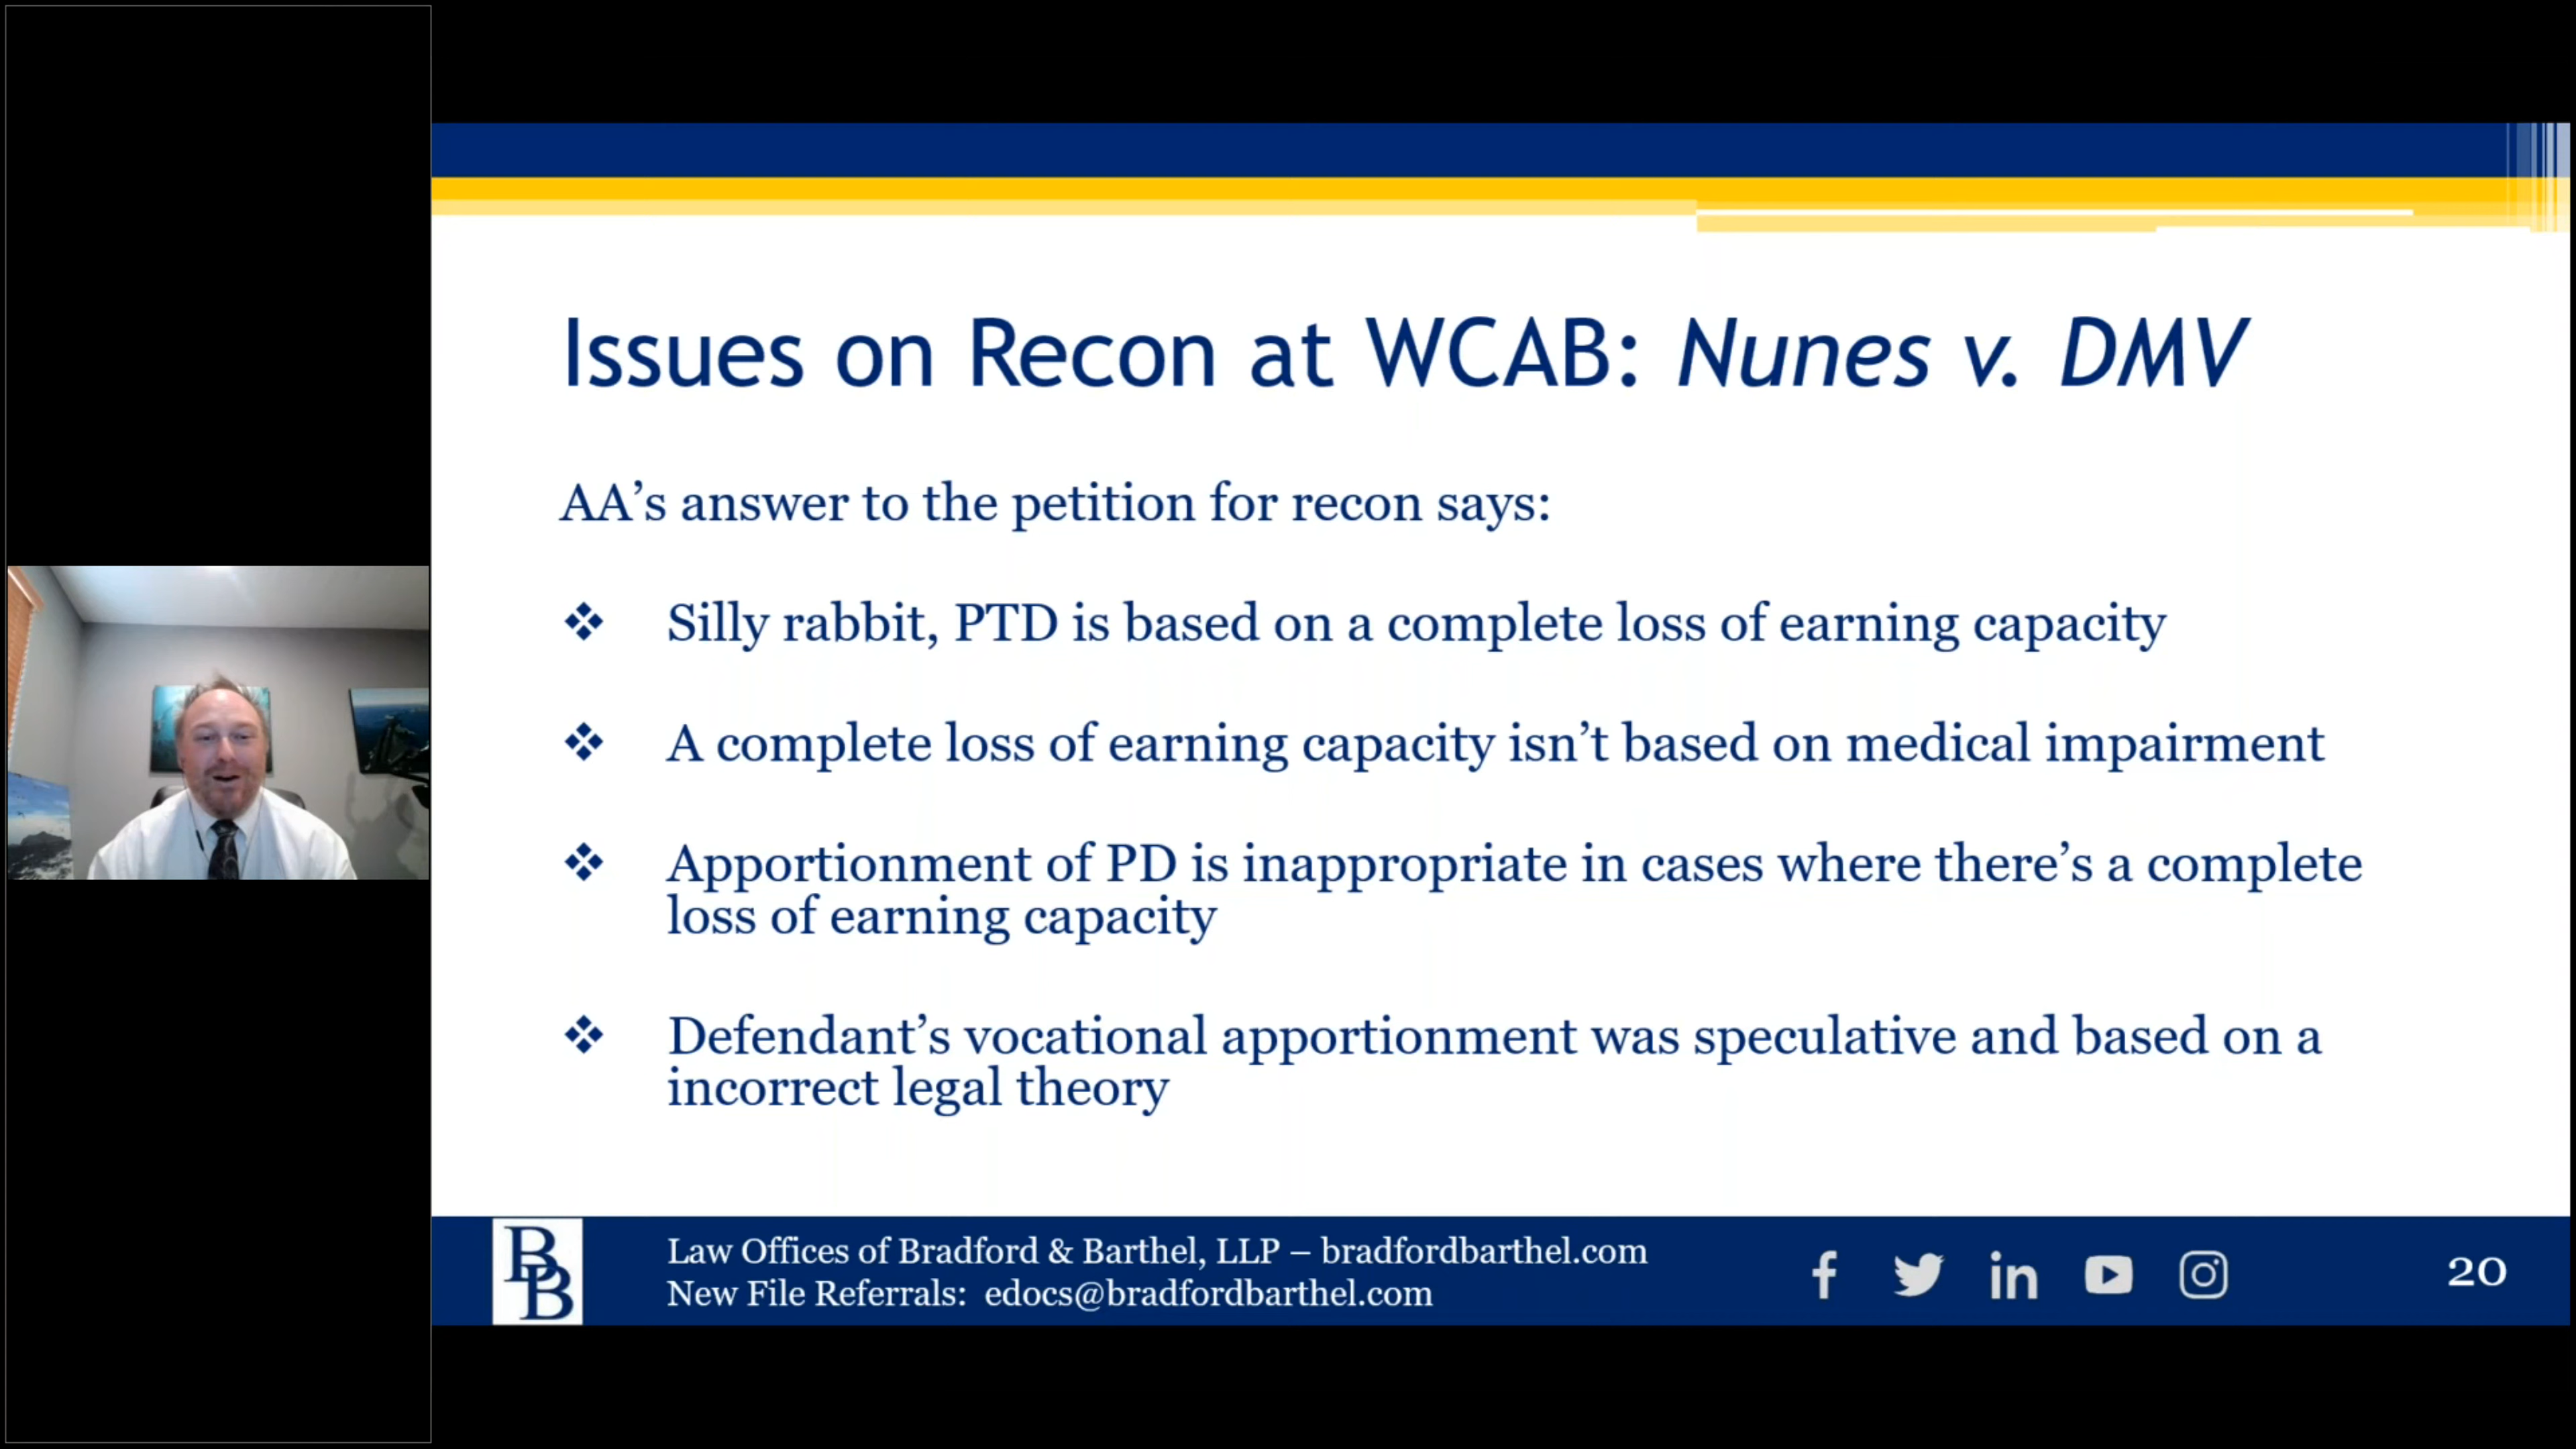 Issues on Recon at WCAB: Nunes v. DMV
AA’s answer to the petition for recon says:
Silly rabbit, PTD is based on a complete loss of earning capacity
A complete loss of earning capacity isn’t based on medical impairment
Apportionment of PD is inappropriate in cases where there’s a complete
loss of earning capacity
Defendant’s vocational apportionment was speculative and based on a
incorrect legal theory
BB
Law Offices of Bradford & Barthel, LLP – bradfordbarthel.com
New File Referrals: edocs@bradfordbarthel.com
20